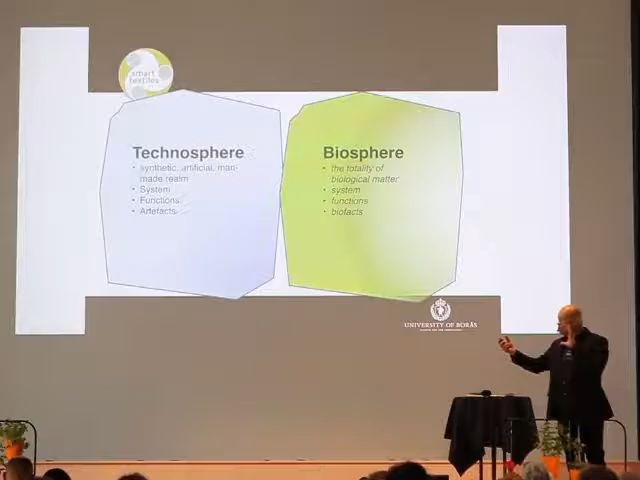 smart
textiles
Technosphere
• synthetic, artificial, man-
made realm
• System
• Functions
• Artefacts
Biosphere
• the totality of
biological matter
• system
• functions
• biofacts
UNIVERSITY OF BORÅS